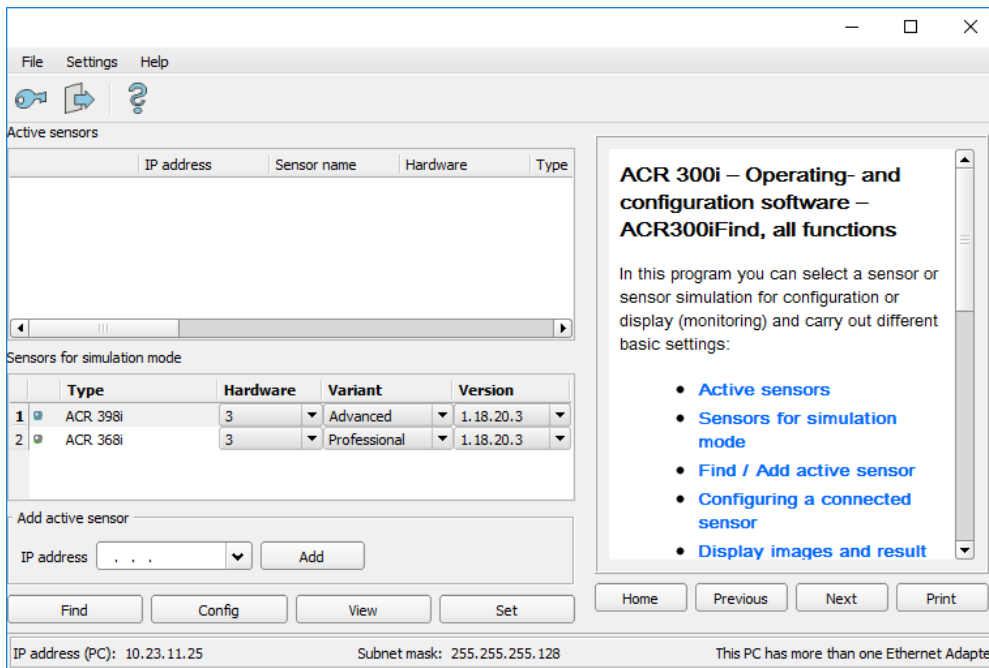 File Settings Help
Active sensors
IP address Sensor name Hardware Type
Sensors for simulation mode
Type Hardware Variant Version
1 ACR 398i 3 Advanced 1.18.20.3
2 ACR 368i 3 Professional 1.18.20.3
Add active sensor
IP address . . . Add
Find Config View Set
ACR 300i – Operating- and
configuration software –
ACR300iFind, all functions
In this program you can select a sensor or
sensor simulation for configuration or
display (monitoring) and carry out different
basic settings:
• Active sensors
• Sensors for simulation
mode
• Find / Add active sensor
• Configuring a connected
sensor
• Display images and result
Home Previous Next Print
IP address (PC): 10.23.11.25 Subnet mask: 255.255.255.128 This PC has more than one Ethernet Adapte